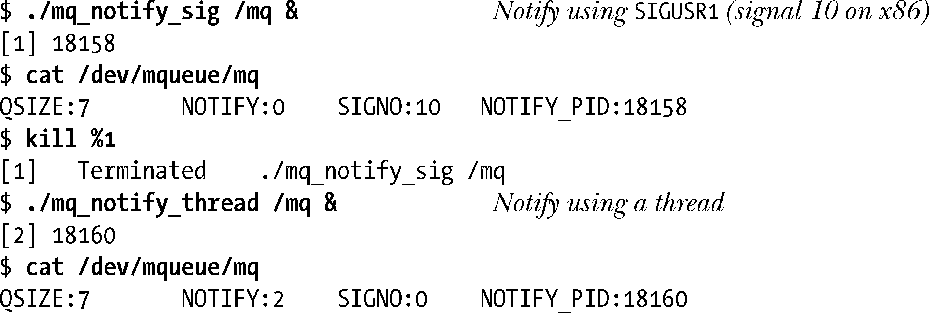 $ ./mq_notify_sig /mq & Notify using SIGUSR1 (signal 10 on x86)
[1] 18158
$ cat /dev/mqueue/mq
QSIZE:7 NOTIFY:0 SIGNO:10 NOTIFY_PID:18158
$ kill %1
[1] Terminated ./mq_notify_sig /mq
$ ./mq_notify_thread /mq & Notify using a thread
[2] 18160
$ cat /dev/mqueue/mq
QSIZE:7 NOTIFY:2 SIGNO:0 NOTIFY_PID:18160